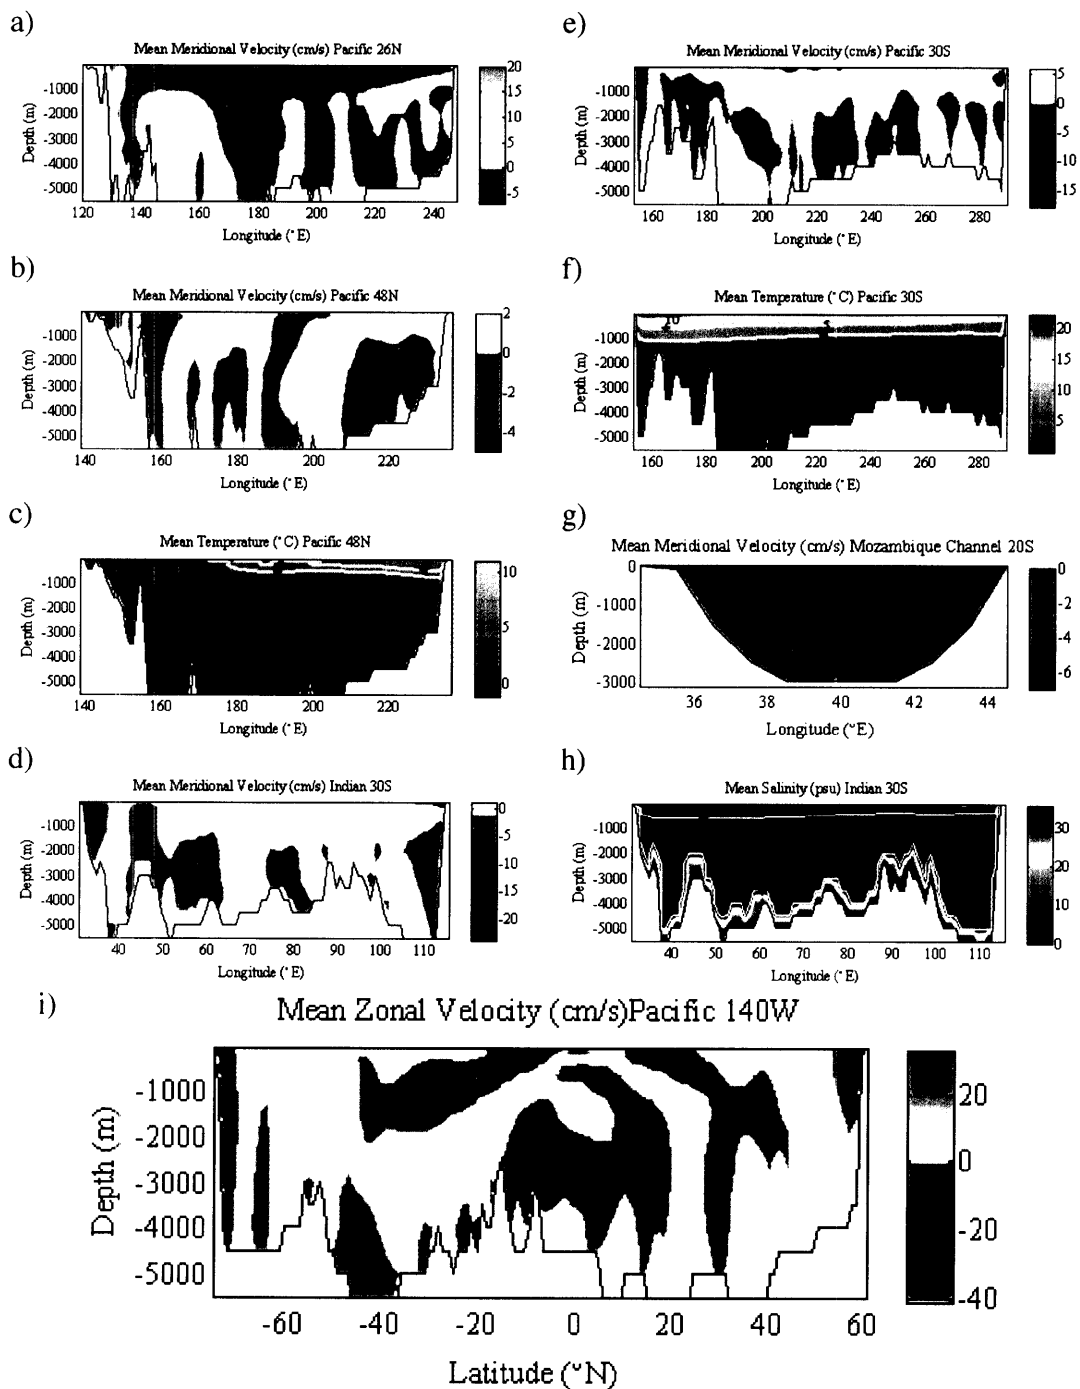 a)
Mean Meridional Velocity (cm/s) Pacific 26N
Depth (m)
-1000
-2000
-3000
-4000
-5000
120 140 160 180 200 220 240
Longitude (°E)
20
15
10
5
0
-5
b)
Mean Meridional Velocity (cm/s) Pacific 48N
Depth (m)
-1000
-2000
-3000
-4000
-5000
140 160 180 200 220
Longitude (°E)
2
0
-2
-4
c)
Mean Temperature (°C) Pacific 48N
Depth (m)
-1000
-2000
-3000
-4000
-5000
140 160 180 200 220
Longitude (°E)
10
5
0
d)
Mean Meridional Velocity (cm/s) Indian 30S
Depth (m)
-1000
-2000
-3000
-4000
-5000
40 50 60 70 80 90 100 110
Longitude (°E)
0
-5
-10
-15
-20
e)
Mean Meridional Velocity (cm/s) Pacific 30S
Depth (m)
-1000
-2000
-3000
-4000
-5000
160 180 200 220 240 260 280
Longitude (°E)
5
0
-5
-10
-15
f)
Mean Temperature (°C) Pacific 30S
Depth (m)
-1000
-2000
-3000
-4000
-5000
160 180 200 220 240 260 280
Longitude (°E)
20
15
10
5
g)
Mean Meridional Velocity (cm/s) Mozambique Channel 20S
Depth (m)
0
-1000
-2000
-3000
36 38 40 42 44
Longitude (°E)
0
-2
-4
-6
h)
Mean Salinity (psu) Indian 30S
Depth (m)
-1000
-2000
-3000
-4000
-5000
40 50 60 70 80 90 100 110
Longitude (°E)
30
20
10
0
i)
Mean Zonal Velocity (cm/s)Pacific 140W
Depth (m)
-1000
-2000
-3000
-4000
-5000
-60 -40 -20 0 20 40 60
Latitude (°N)
20
0
-20
-40